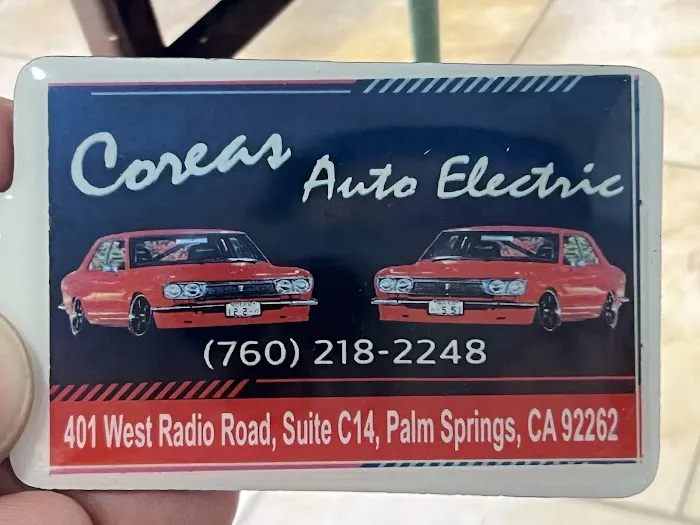 Coreas
Auto Electric
(760) 218-2248
401 West Radio Road, Suite C14, Palm Springs, CA 92262